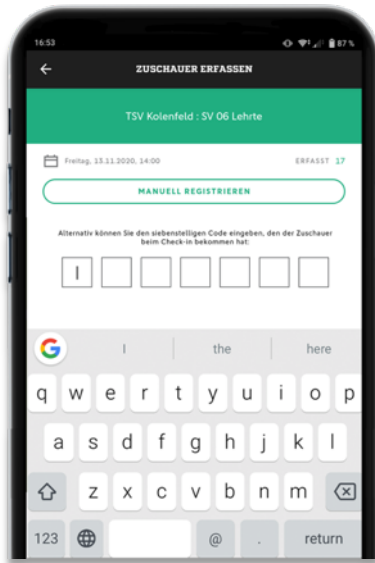 16:53 87 %
ZUSCHAUER ERFASSEN
TSV Kolenfeld : SV 06 Lehrte
Freitag, 13.11.2020, 14:00 ERFASST 17
MANUELL REGISTRIEREN
Alternativ können Sie den siebenstelligen Code eingeben, den der Zuschauer
beim Check-in bekommen hat:
I the here
q w e r t y u i o p
a s d f g h j k l
z x c v b n m
123 @ . return